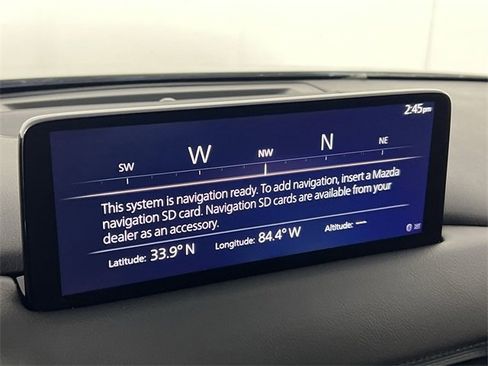 2:45pm
SW W NW N NE
This system is navigation ready. To add navigation, insert a Mazda
navigation SD card. Navigation SD cards are available from your
dealer as an accessory.
Latitude: 33.9° N Longitude: 84.4° W Altitude: —